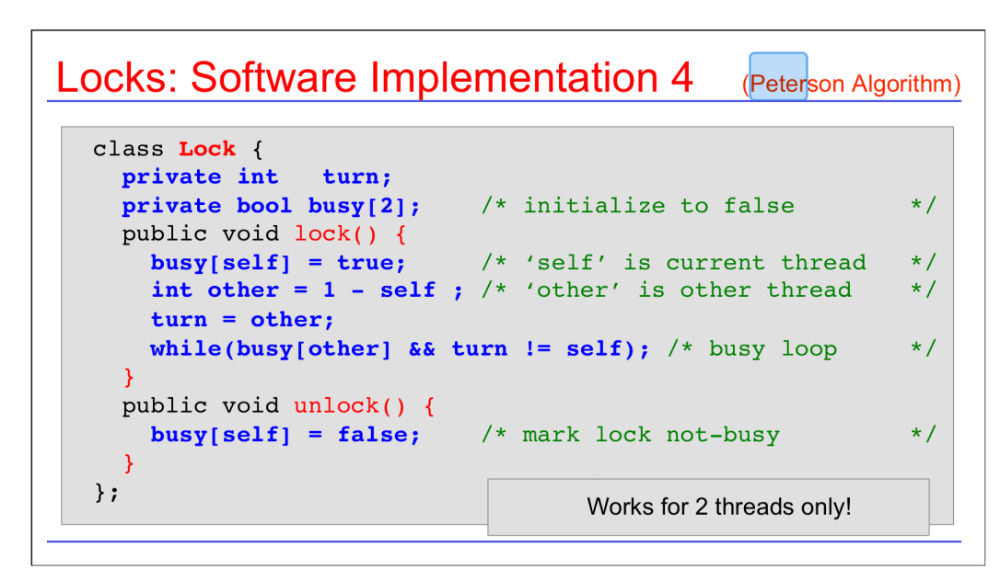 Locks: Software Implementation 4 (Peterson Algorithm)
class Lock {
private int turn;
private bool busy[2]; /* initialize to false */
public void lock() {
busy[self] = true; /* ‘self’ is current thread */
int other = 1 – self ; /* ‘other’ is other thread */
turn = other;
while(busy[other] && turn != self); /* busy loop */
}
public void unlock() {
busy[self] = false; /* mark lock not-busy */
}
};
Works for 2 threads only!